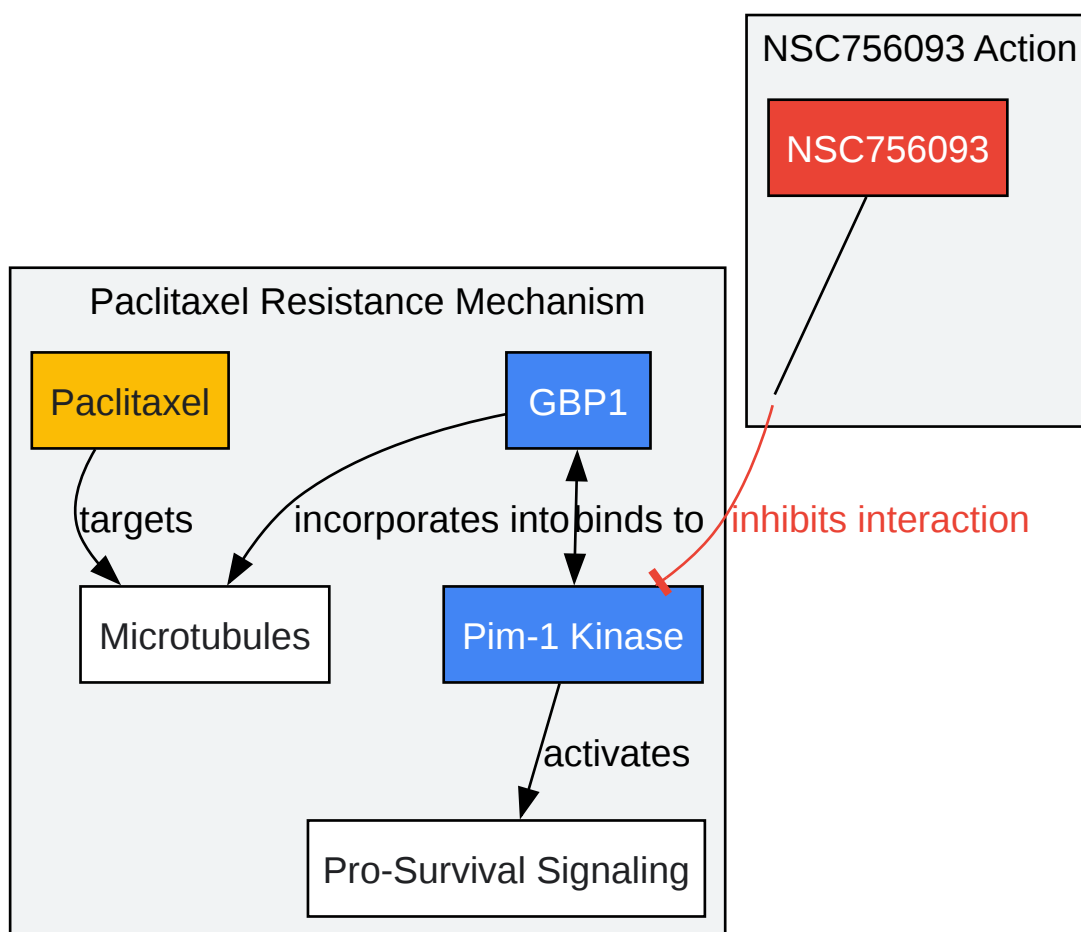 NSC756093 Action
NSC756093
Paclitaxel Resistance Mechanism
Paclitaxel
GBP1
targets
incorporates into
binds to
inhibits interaction
Microtubules
Pim-1 Kinase
activates
Pro-Survival Signaling